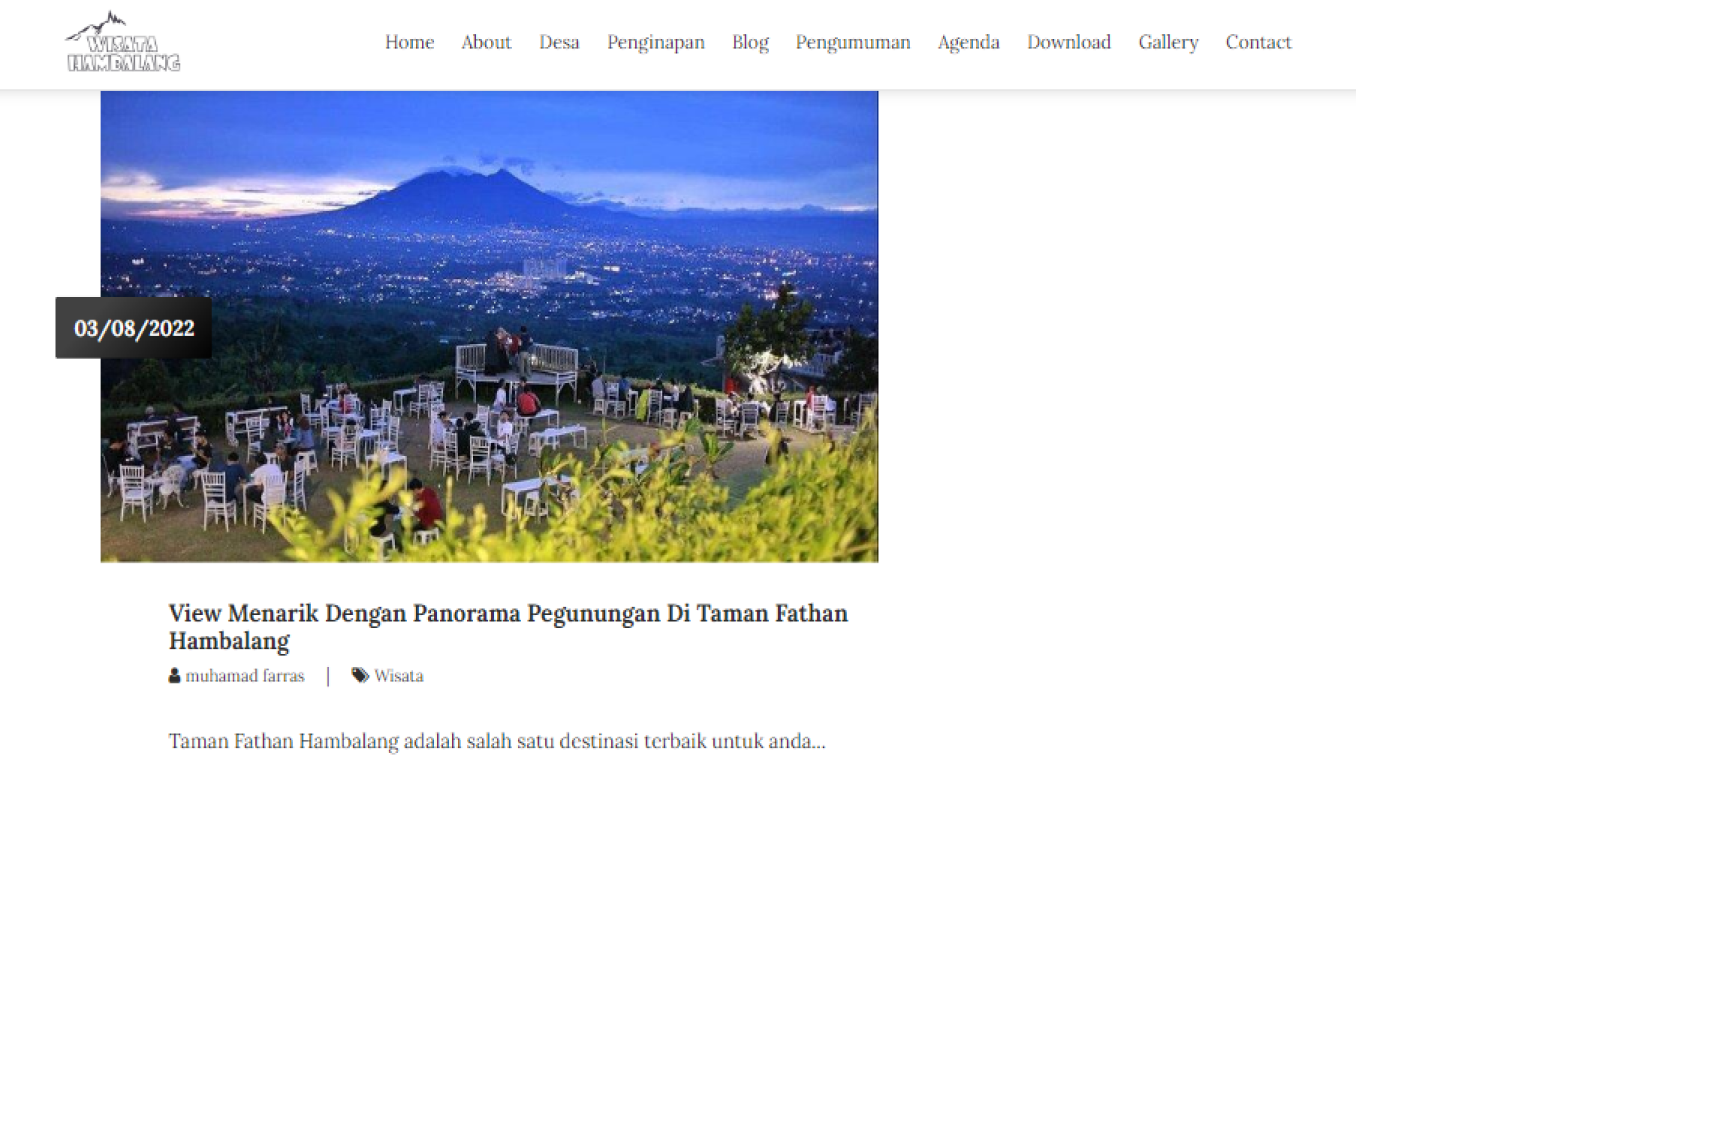 WISATA
HAMBALANG
Home About Desa Penginapan Blog Pengumuman Agenda Download Gallery Contact
03/08/2022
View Menarik Dengan Panorama Pegunungan Di Taman Fathan
Hambalang
muhamad farras | Wisata
Taman Fathan Hambalang adalah salah satu destinasi terbaik untuk anda...